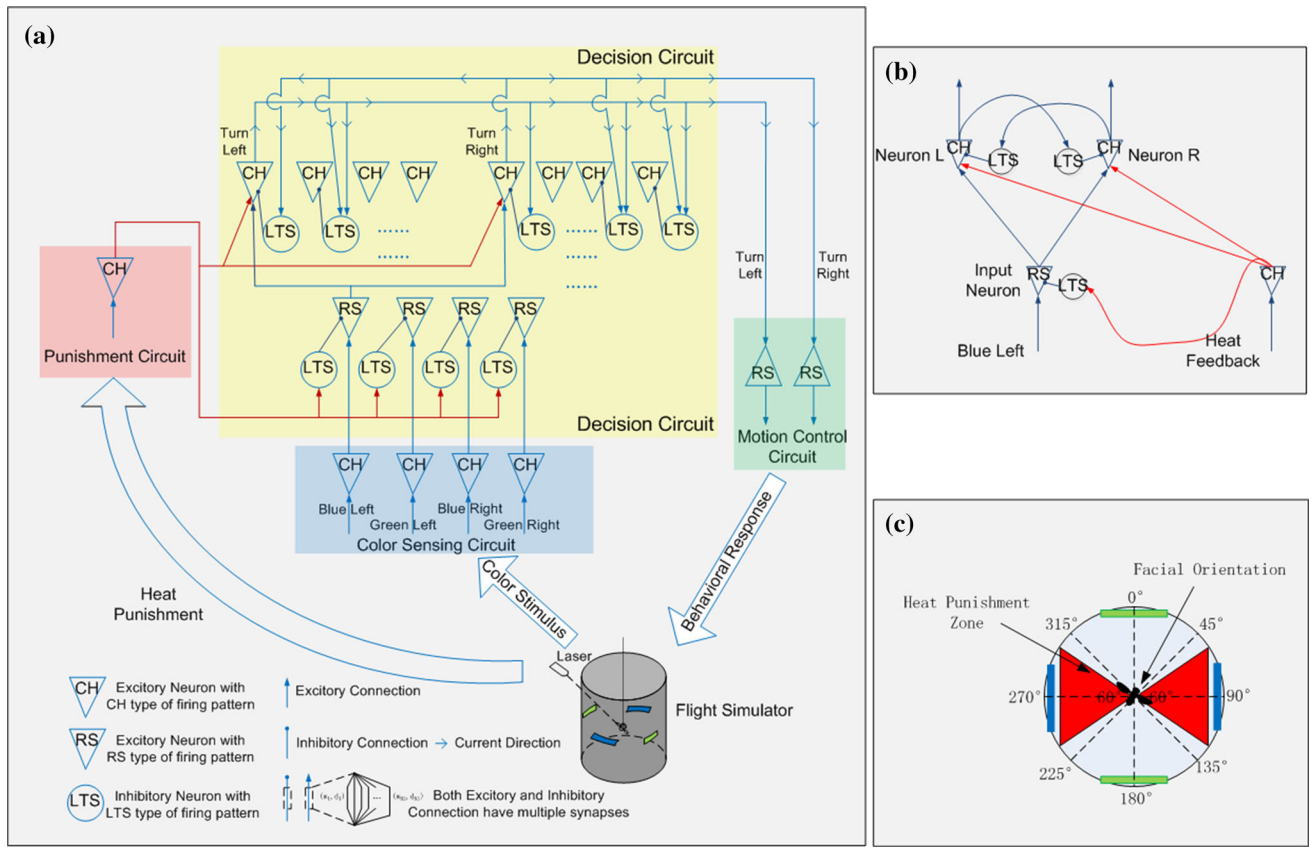 (a)
Decision Circuit
Turn
Left
Turn
Right
CH
CH
CH
CH
CH
CH
CH
CH
LTS
LTS
......
......
LTS
......
......
LTS
LTS
......
CH
Punishment Circuit
RS
RS
RS
RS
LTS
LTS
LTS
LTS
Decision Circuit
Turn
Left
Turn
Right
RS
RS
Motion Control
Circuit
CH
CH
CH
CH
Blue Left
Green Left
Blue Right
Green Right
Color Sensing Circuit
Heat
Punishment
Color Stimulus
Behavioral Response
Laser
Flight Simulator
CH
Excitory Neuron with
CH type of firing pattern
RS
Excitory Neuron with
RS type of firing pattern
LTS
Inhibitory Neuron with
LTS type of firing pattern
Excitory Connection
Inhibitory Connection
Current Direction
...
Both Excitory and Inhibitory
Connection have multiple synapses
(b)
Neuron L
CH
LTS
LTS
CH
Neuron R
Input
Neuron
RS
LTS
CH
Blue Left
Heat
Feedback
(c)
Facial Orientation
Heat Punishment
Zone
0°
45°
90°
135°
180°
225°
270°
315°
60°
60°